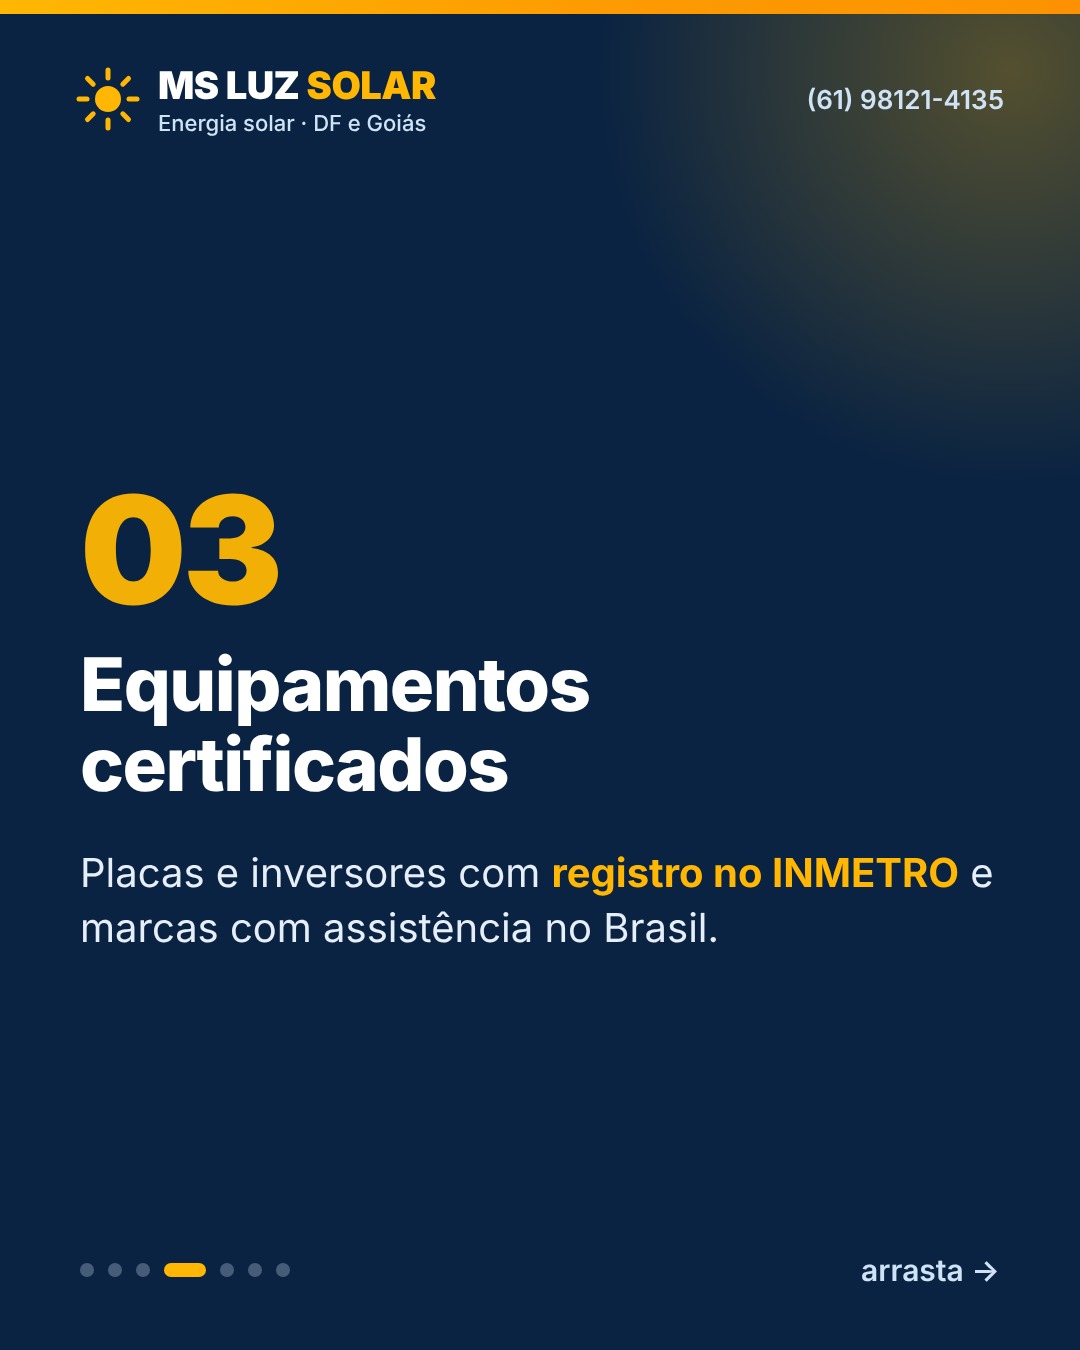 MS LUZ SOLAR
Energia solar · DF e Goiás
(61) 98121-4135
03
Equipamentos
certificados
Placas e inversores com registro no INMETRO e
marcas com assistência no Brasil.
arrasta →